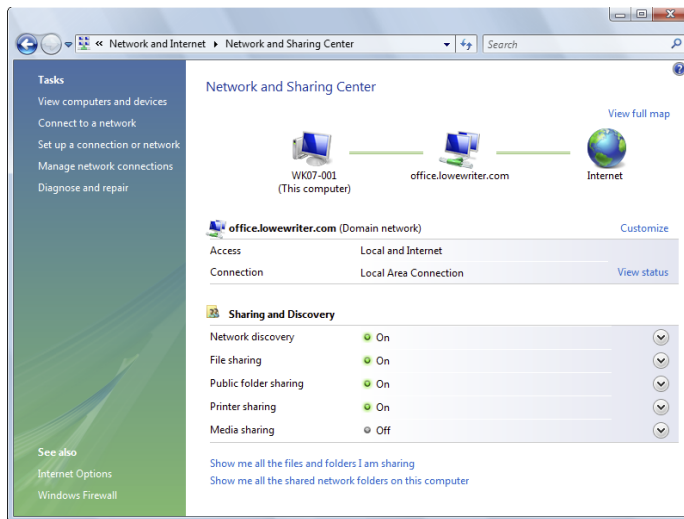 « Network and Internet ▸ Network and Sharing Center
Search
Tasks
View computers and devices
Connect to a network
Set up a connection or network
Manage network connections
Diagnose and repair
See also
Internet Options
Windows Firewall
Network and Sharing Center
View full map
WK07-001
(This computer)
office.lowewriter.com
Internet
office.lowewriter.com (Domain network)
Customize
Access Local and Internet
Connection Local Area Connection View status
Sharing and Discovery
Network discovery On
File sharing On
Public folder sharing On
Printer sharing On
Media sharing Off
Show me all the files and folders I am sharing
Show me all the shared network folders on this computer